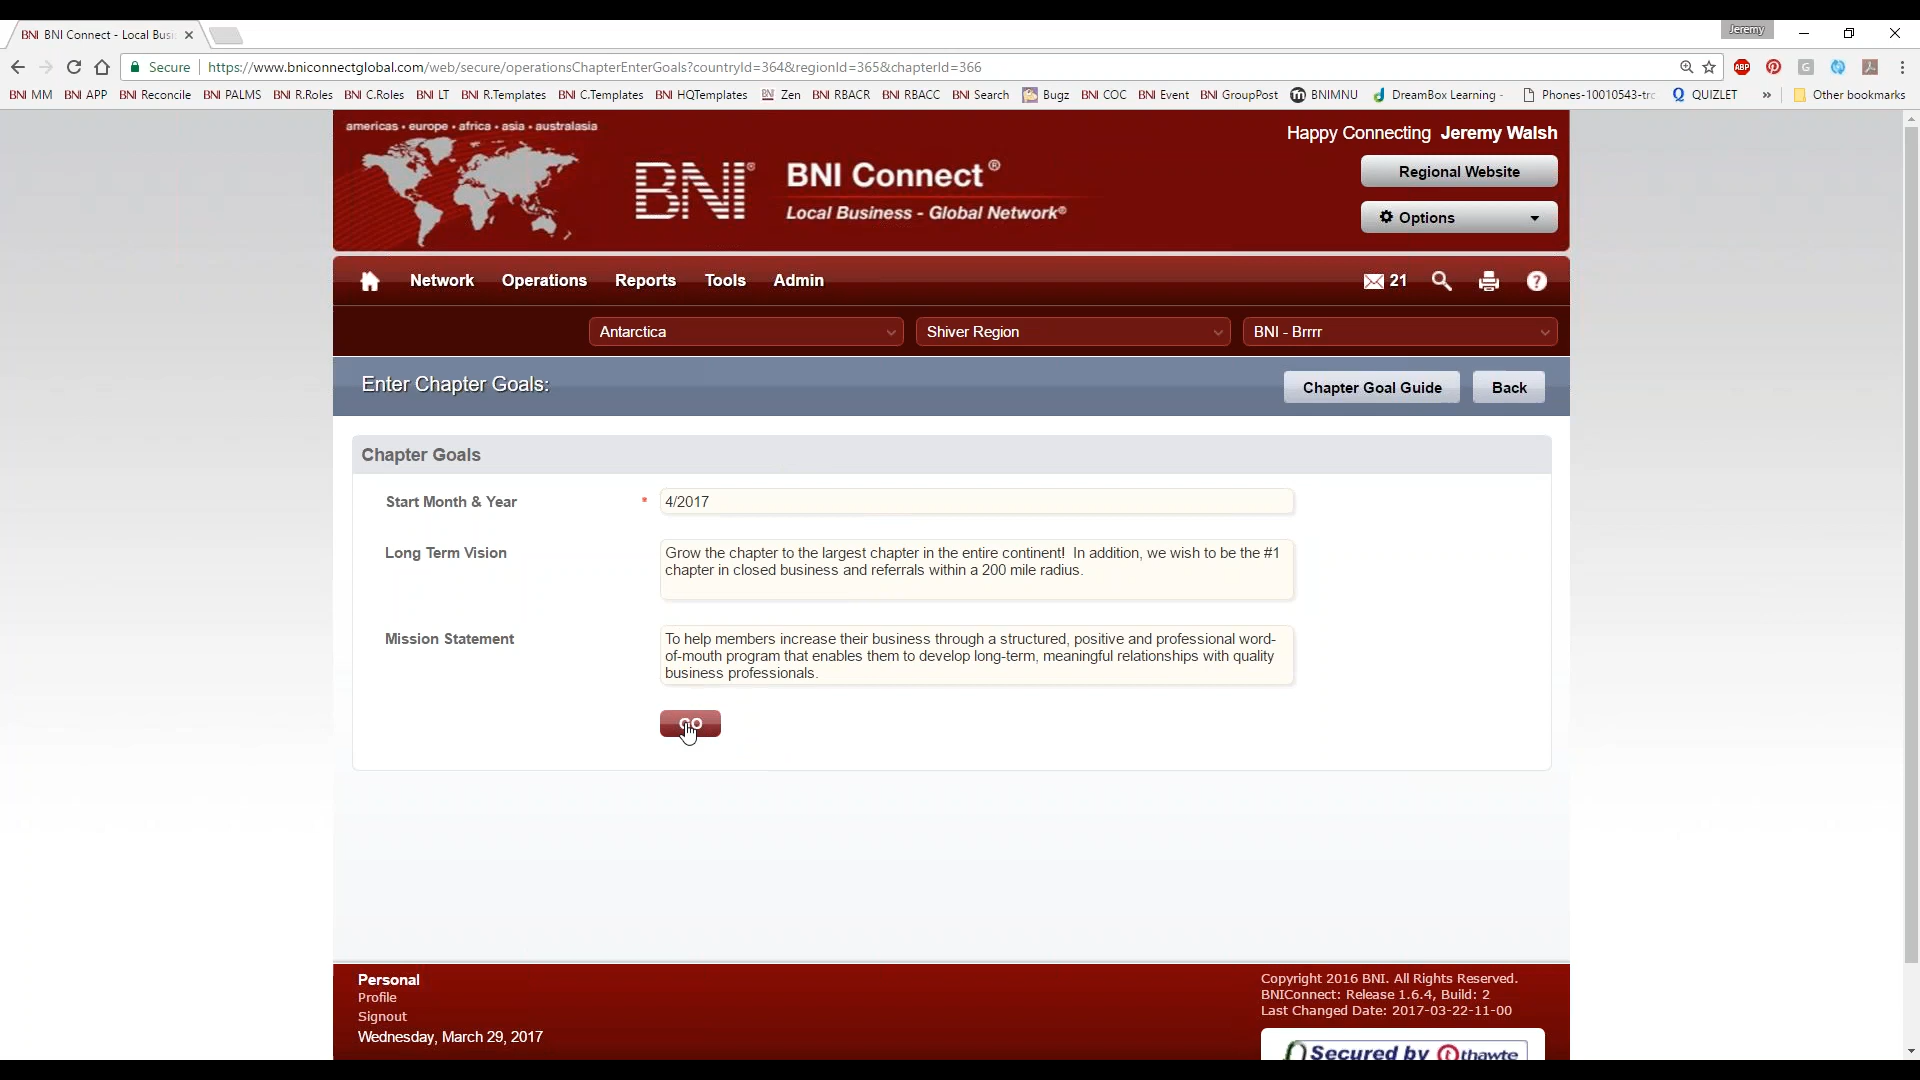 BNI BNI Connect - Local Busi
Jeremy
Secure
https://www.bniconnectglobal.com/web/secure/operationsChapterEnterGoals?countryId=364&regionId=365&chapterId=366
ABP
G
BNI MM BNI APP BNI Reconcile BNI PALMS BNI R.Roles BNI C.Roles BNI LT BNI R.Templates BNI C.Templates BNI HQTemplates BNI Zen BNI RBACR BNI RBACC BNI Search Bugz BNI COC BNI Event BNI GroupPost m BNIMNU d DreamBox Learning - Phones-10010543-trc Q QUIZLET » Other bookmarks
americas • europe • africa • asia • australasia
Happy Connecting Jeremy Walsh
BNI® BNI Connect®
Local Business - Global Network®
Regional Website
Options
Network Operations Reports Tools Admin 21 ?
Antarctica Shiver Region BNI - Brrrr
Enter Chapter Goals:
Chapter Goal Guide Back
Chapter Goals
Start Month & Year * 4/2017
Long Term Vision
Grow the chapter to the largest chapter in the entire continent! In addition, we wish to be the #1
chapter in closed business and referrals within a 200 mile radius.
Mission Statement
To help members increase their business through a structured, positive and professional word-
of-mouth program that enables them to develop long-term, meaningful relationships with quality
business professionals.
GO
Personal
Profile
Signout
Wednesday, March 29, 2017
Copyright 2016 BNI. All Rights Reserved.
BNIConnect: Release 1.6.4, Build: 2
Last Changed Date: 2017-03-22-11-00
Secured by thawte